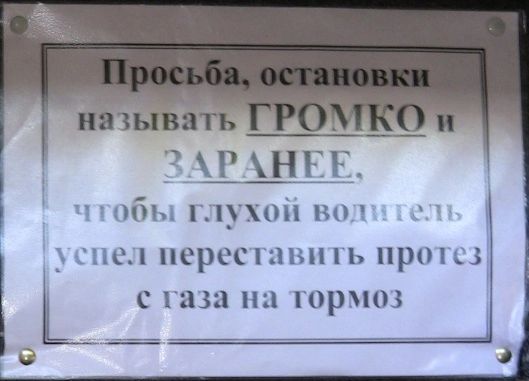 Просьба, остановки
называть ГРОМКО и
ЗАРАНЕЕ,
чтобы глухой водитель
успел переставить протез
с газа на тормоз